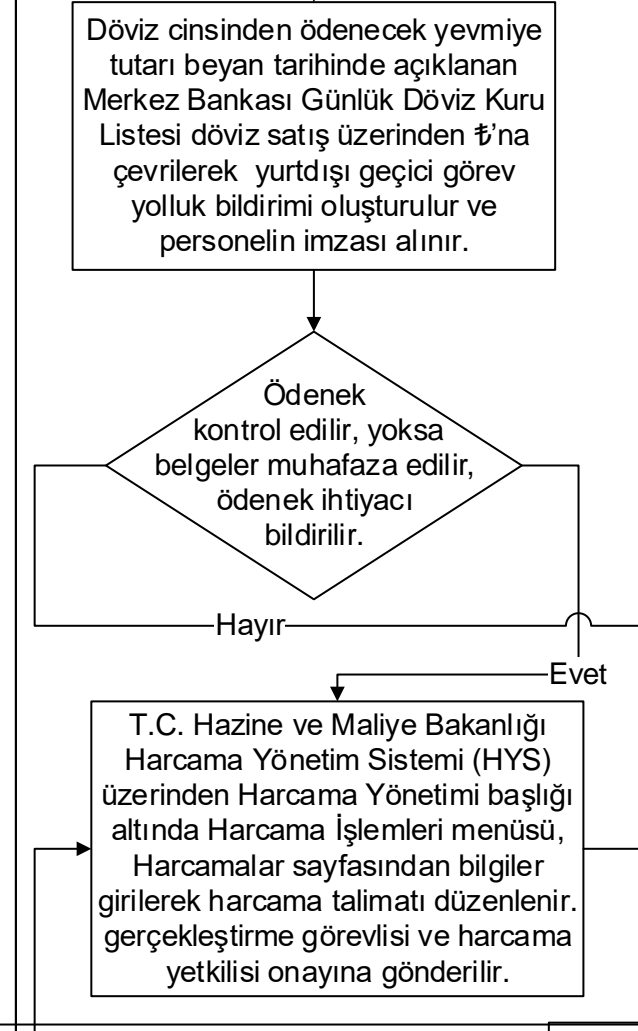 Döviz cinsinden ödenecek yevmiye
tutarı beyan tarihinde açıklanan
Merkez Bankası Günlük Döviz Kuru
Listesi döviz satış üzerinden ₺’na
çevrilerek  yurtdışı geçici görev
yolluk bildirimi oluşturulur ve
personelin imzası alınır.
Ödenek
kontrol edilir, yoksa
belgeler muhafaza edilir,
ödenek ihtiyacı
bildirilir.
Hayır
Evet
T.C. Hazine ve Maliye Bakanlığı
Harcama Yönetim Sistemi (HYS)
üzerinden Harcama Yönetimi başlığı
altında Harcama İşlemleri menüsü,
Harcamalar sayfasından bilgiler
girilerek harcama talimatı düzenlenir.
gerçekleştirme görevlisi ve harcama
yetkilisi onayına gönderilir.